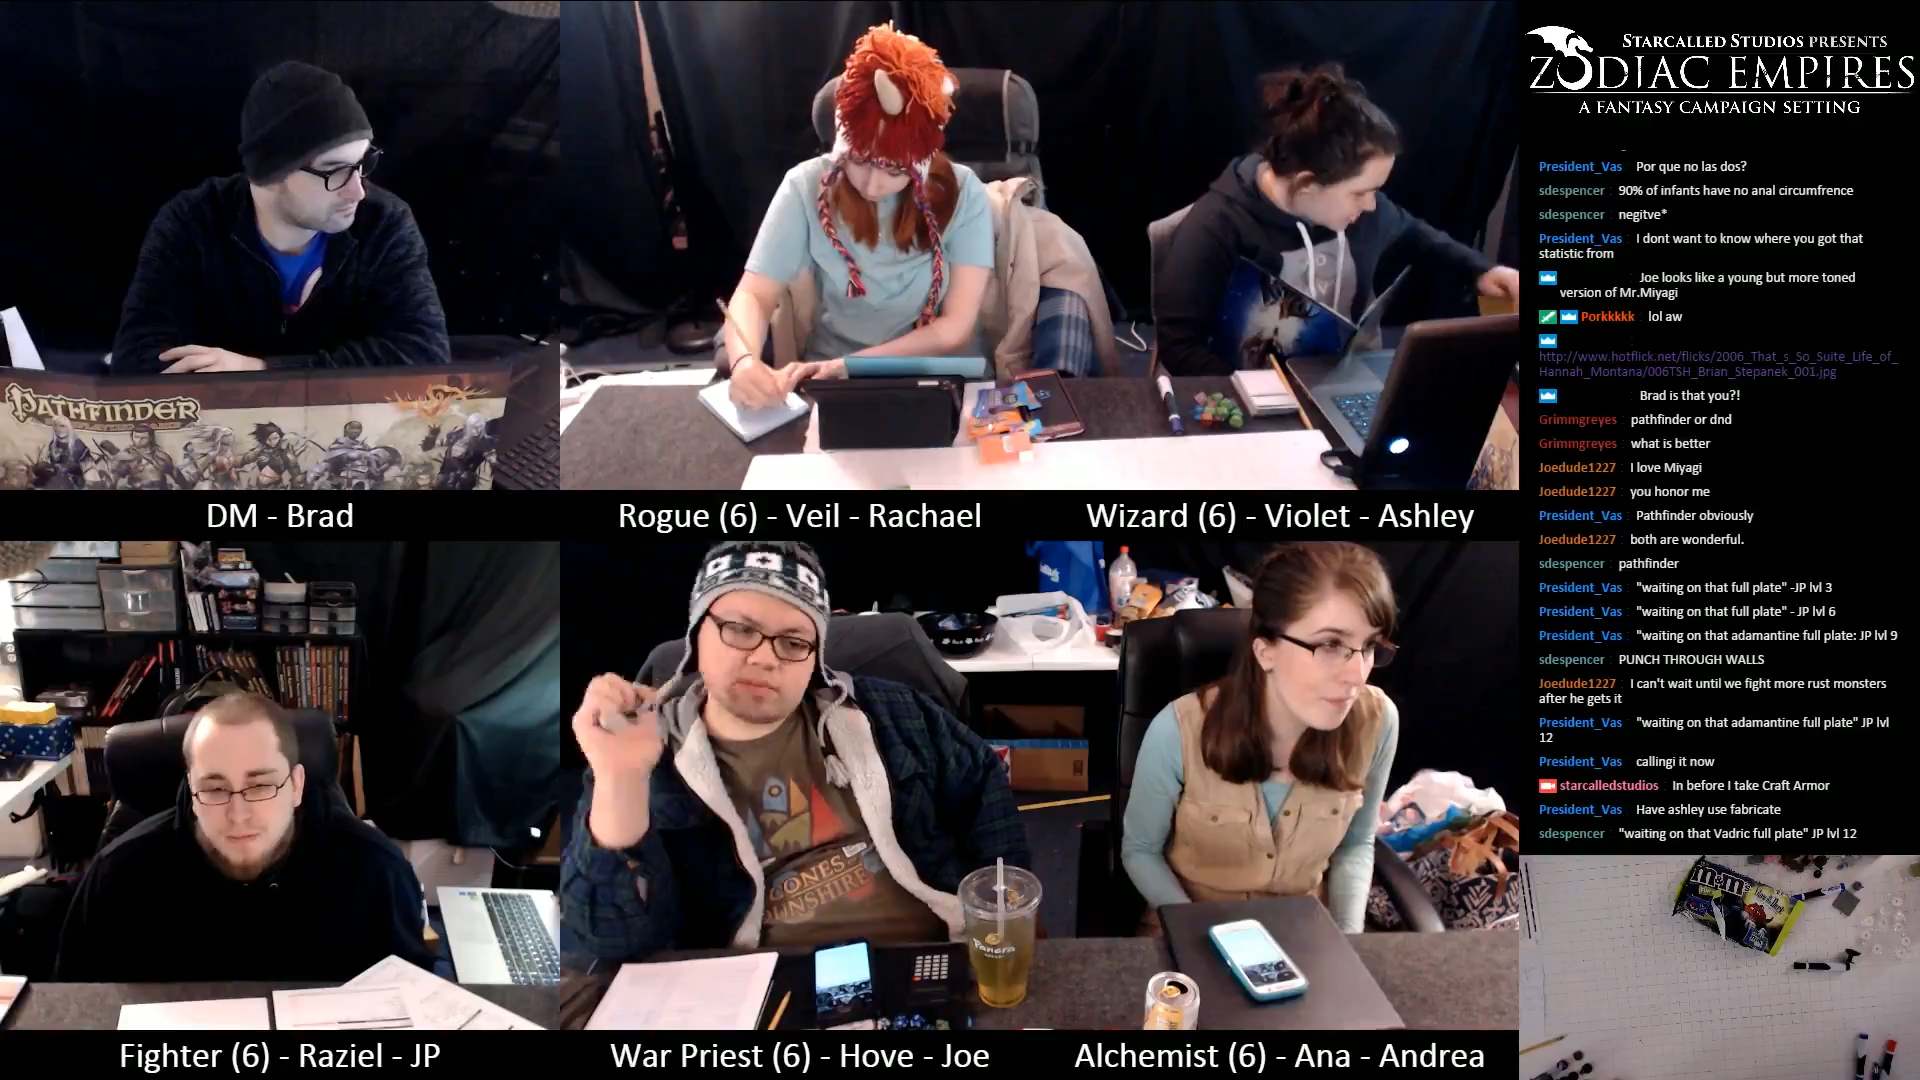 STARCALLED STUDIOS PRESENTS
ZODIAC EMPIRES
A FANTASY CAMPAIGN SETTING
PATHFINDER
DM - Brad
Rogue (6) - Veil - Rachael
Wizard (6) - Violet - Ashley
Fighter (6) - Raziel - JP
War Priest (6) - Hove - Joe
Alchemist (6) - Ana - Andrea
CONES
DUNSHIRE
Panera
President_Vas : Por que no las dos?
sdespencer : 90% of infants have no anal circumfrence
sdespencer : negitve*
President_Vas : I dont want to know where you got that
statistic from
: Joe looks like a young but more toned
version of Mr.Miyagi
Porkkkkk : lol aw
:
http://www.hotflick.net/flicks/2006_That_s_So_Suite_Life_of_
Hannah_Montana/006TSH_Brian_Stepanek_001.jpg
: Brad is that you?!
Grimmgreyes : pathfinder or dnd
Grimmgreyes : what is better
Joedude1227 : I love Miyagi
Joedude1227 : you honor me
President_Vas : Pathfinder obviously
Joedude1227 : both are wonderful.
sdespencer : pathfinder
President_Vas : "waiting on that full plate" -JP lvl 3
President_Vas : "waiting on that full plate" - JP lvl 6
President_Vas : "waiting on that adamantine full plate: JP lvl 9
sdespencer : PUNCH THROUGH WALLS
Joedude1227 : I can't wait until we fight more rust monsters
after he gets it
President_Vas : "waiting on that adamantine full plate" JP lvl
12
President_Vas : callingi it now
starcalledstudios : In before I take Craft Armor
President_Vas : Have ashley use fabricate
sdespencer : "waiting on that Vadric full plate" JP lvl 12
m&m's